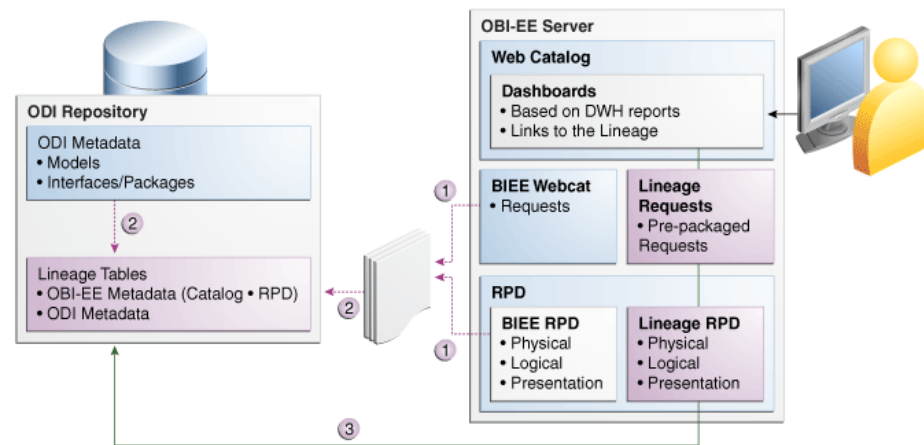 ODI Repository
ODI Metadata
• Models
• Interfaces/Packages
2
Lineage Tables
• OBI-EE Metadata (Catalog • RPD)
• ODI Metadata
2
1
1
3
OBI-EE Server
Web Catalog
Dashboards
• Based on DWH reports
• Links to the Lineage
BIEE Webcat
• Requests
Lineage
Requests
• Pre-packaged
Requests
RPD
BIEE RPD
• Physical
• Logical
• Presentation
Lineage RPD
• Physical
• Logical
• Presentation